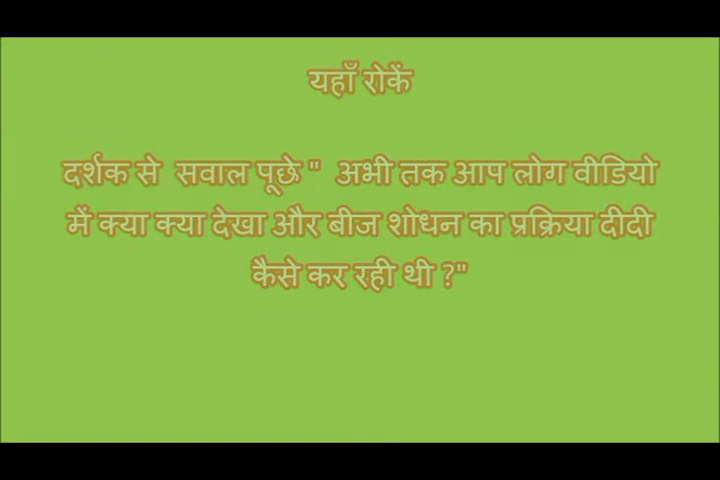 यहाँ रोकें
दर्शक से सवाल पूछे " अभी तक आप लोग वीडियो
में क्या क्या देखा और बीज शोधन का प्रक्रिया दीदी
कैसे कर रही थी ?"